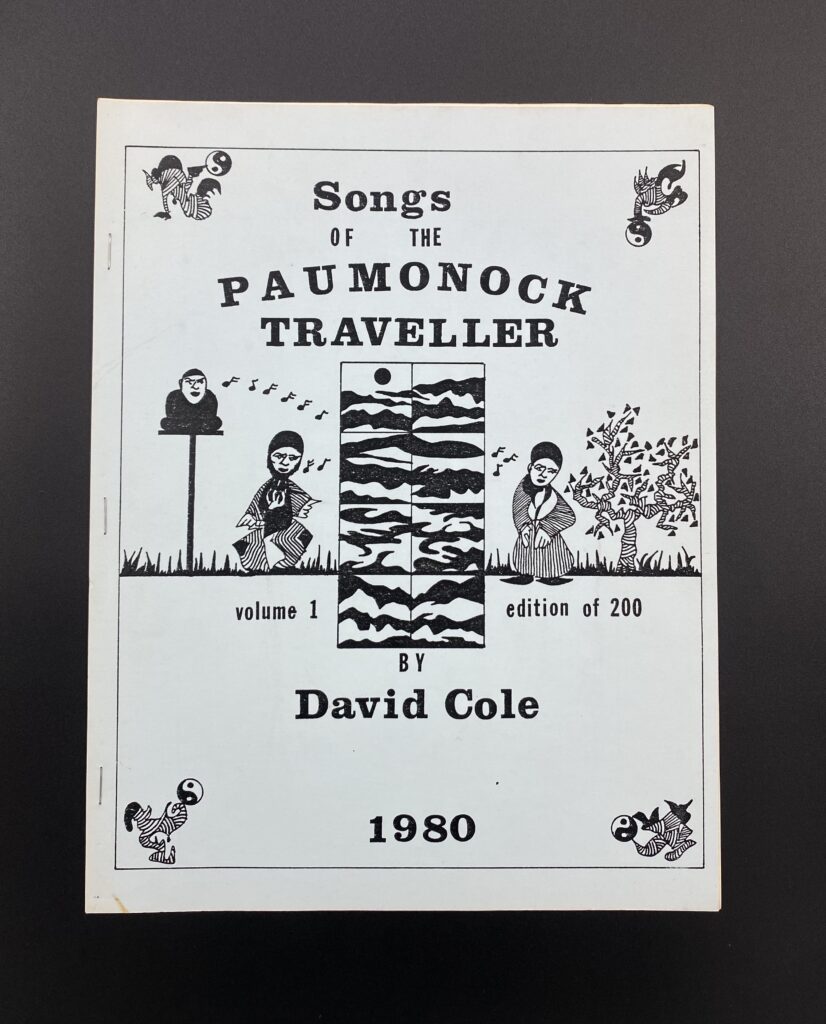 Songs
OF THE
PAUMONOCK
TRAVELLER
volume 1
edition of 200
BY
David Cole
1980